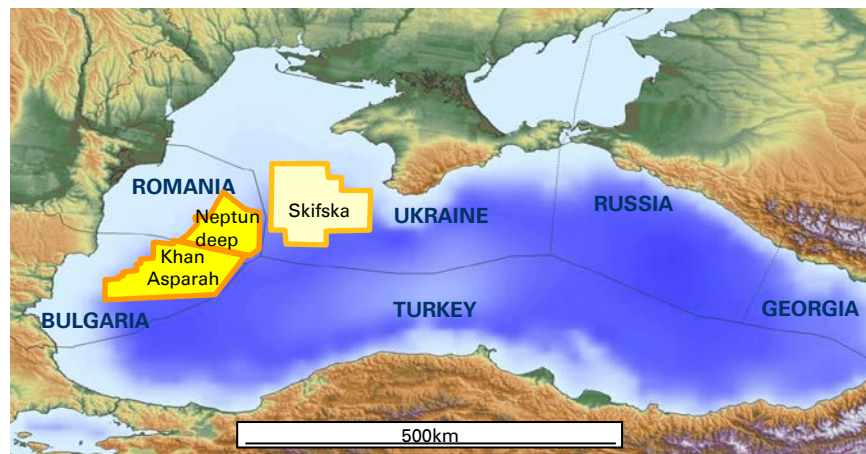 ROMANIA
Neptun
deep
Skifska
UKRAINE
RUSSIA
Khan
Asparah
BULGARIA
TURKEY
GEORGIA
500km